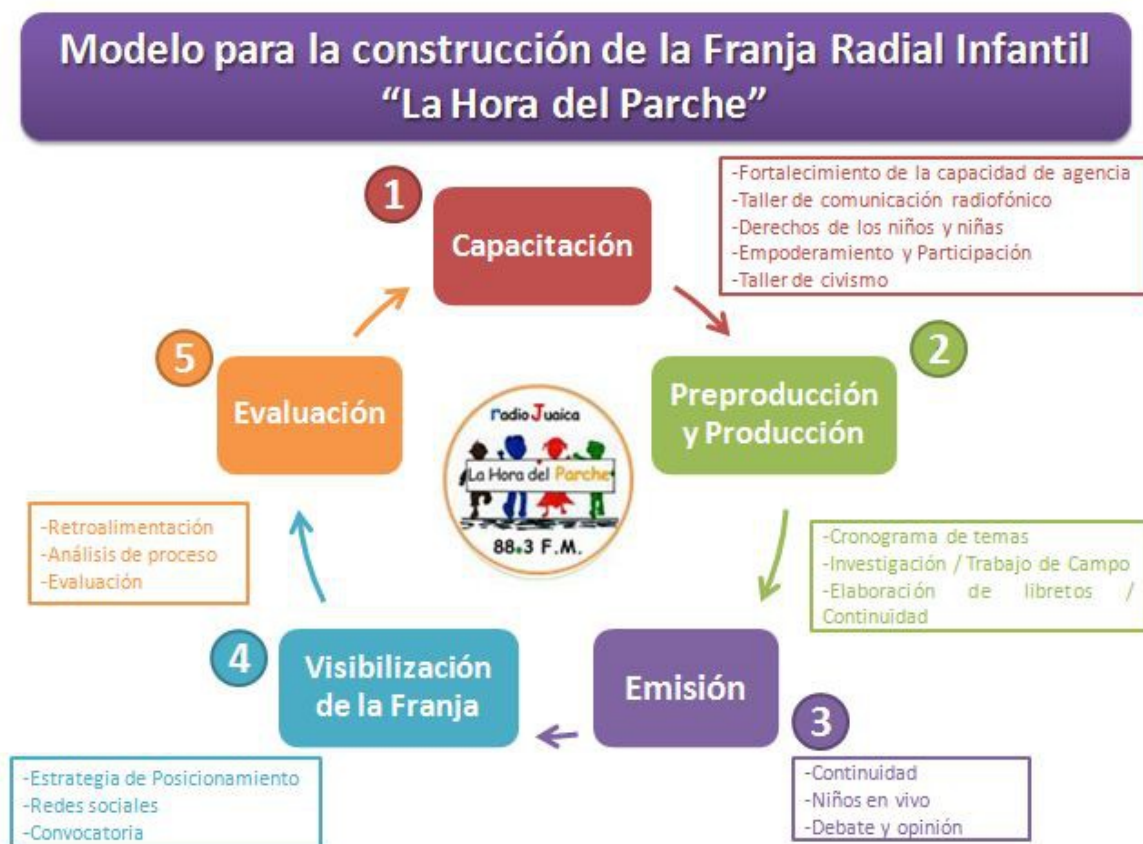 Modelo para la construcción de la Franja Radial Infantil
“La Hora del Parche”
1
Capacitación
-Fortalecimiento de la capacidad de agencia
-Taller de comunicación radiofónico
-Derechos de los niños y niñas
-Empoderamiento y Participación
-Taller de civismo
2
Preproducción
y Producción
-Cronograma de temas
-Investigación / Trabajo de Campo
-Elaboración de libretos /
Continuidad
3
Emisión
-Continuidad
-Niños en vivo
-Debate y opinión
4
Visibilización
de la Franja
-Estrategia de Posicionamiento
-Redes sociales
-Convocatoria
5
Evaluación
-Retroalimentación
-Análisis de proceso
-Evaluación
radio Juaica
La Hora del Parche
88.3 F.M.